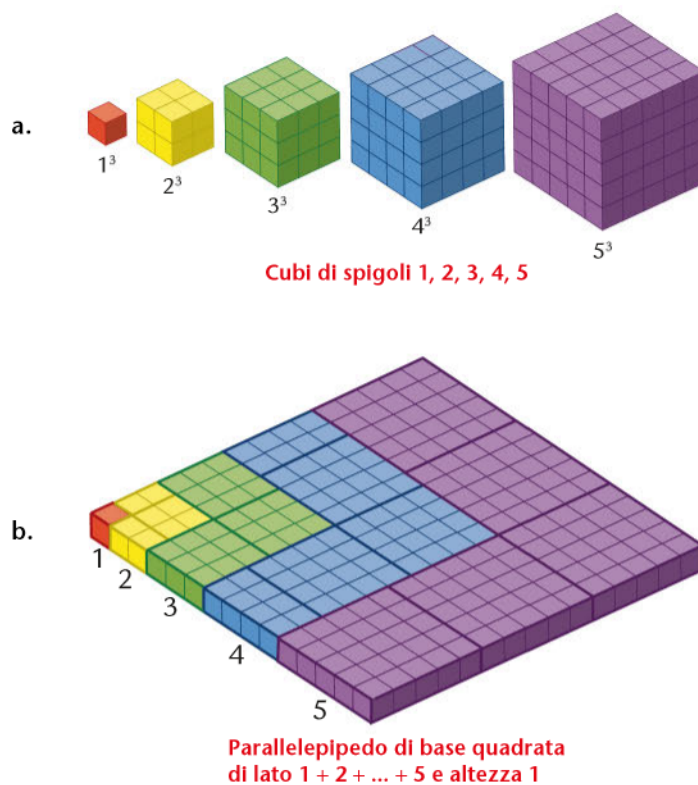 a.
1³
2³
3³
4³
5³
Cubi di spigoli 1, 2, 3, 4, 5
b.
1
2
3
4
5
Parallelepipedo di base quadrata
di lato 1 + 2 + ... + 5 e altezza 1